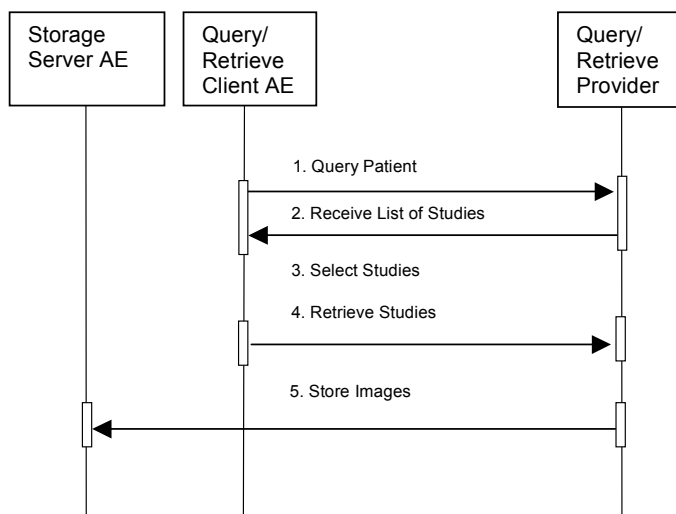 Storage
Server AE
Query/
Retrieve
Client AE
Query/
Retrieve
Provider
1. Query Patient
2. Receive List of Studies
3. Select Studies
4. Retrieve Studies
5. Store Images